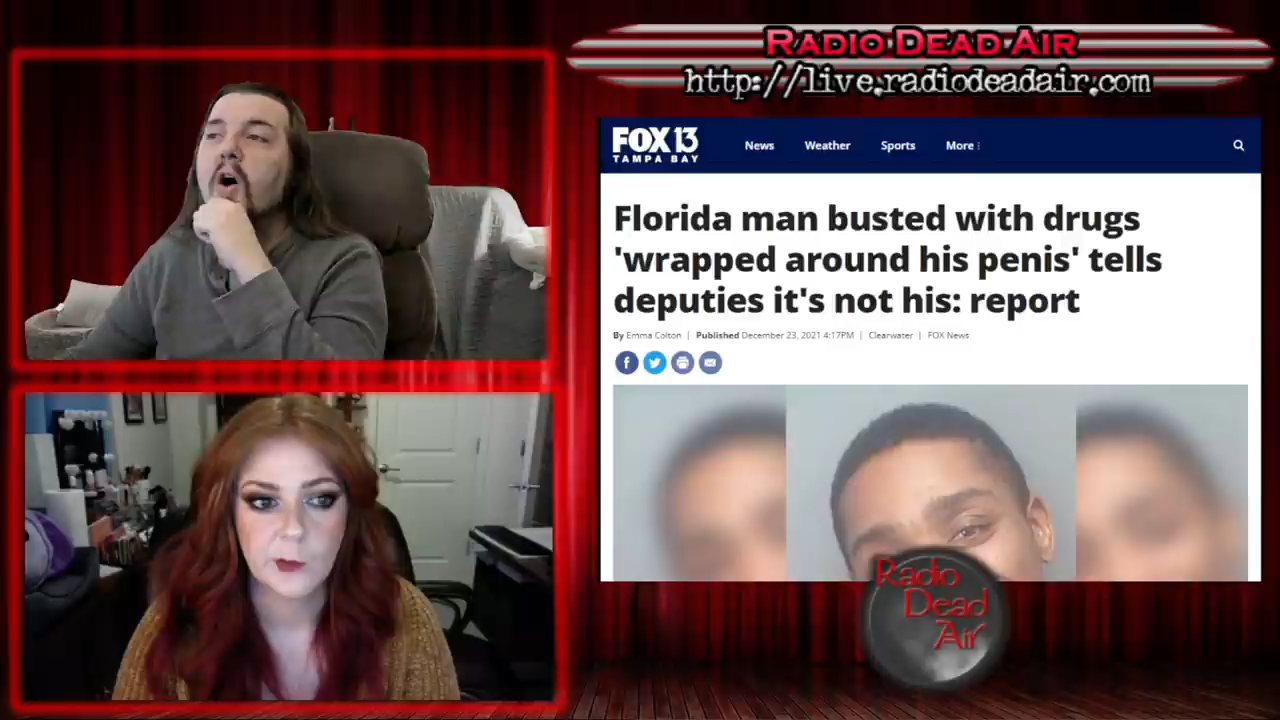 RADIO DEAD AIR
http://live.radiodeadair.com
FOX 13
TAMPA BAY
News Weather Sports More
Florida man busted with drugs
'wrapped around his penis' tells
deputies it's not his: report
By Emma Colton | Published December 23, 2021 4:17PM | Clearwater | FOX News
Radio
Dead
Air